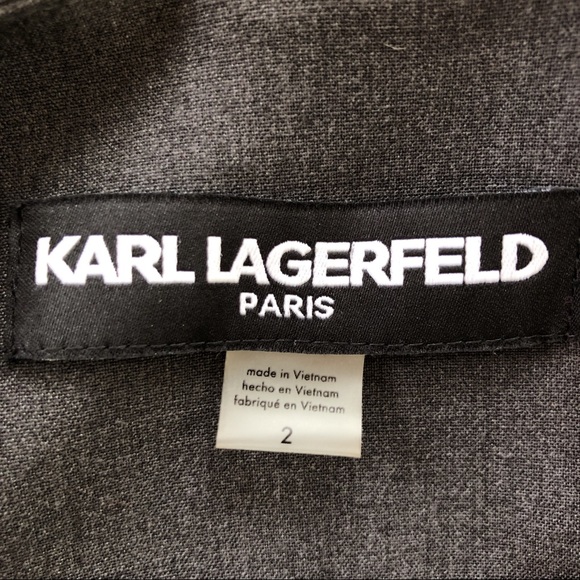 KARL LAGERFELD
PARIS
made in Vietnam
hecho en Vietnam
fabriqué en Vietnam
2